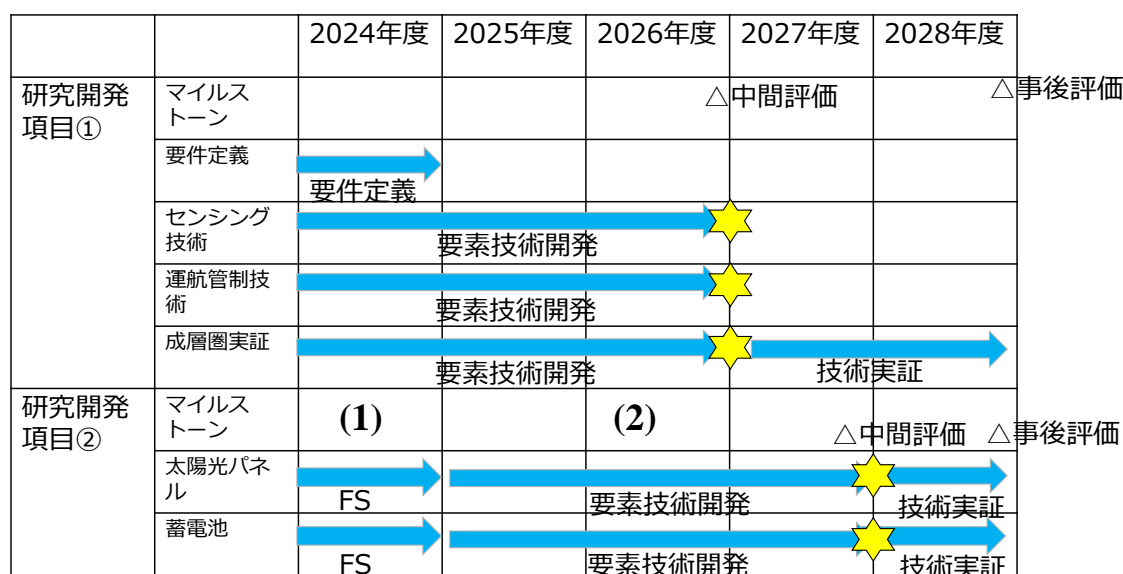 2024年度 2025年度 2026年度 2027年度 2028年度
研究開発
項目①
マイルス
トーン
△中間評価 △事後評価
要件定義
要件定義
センシング
技術
要素技術開発
運航管制技
術
要素技術開発
成層圏実証
要素技術開発 技術実証
研究開発
項目②
マイルス
トーン
(1) (2)
△中間評価 △事後評価
太陽光パネ
ル
FS 要素技術開発 技術実証
蓄電池
FS 要素技術開発 技術実証